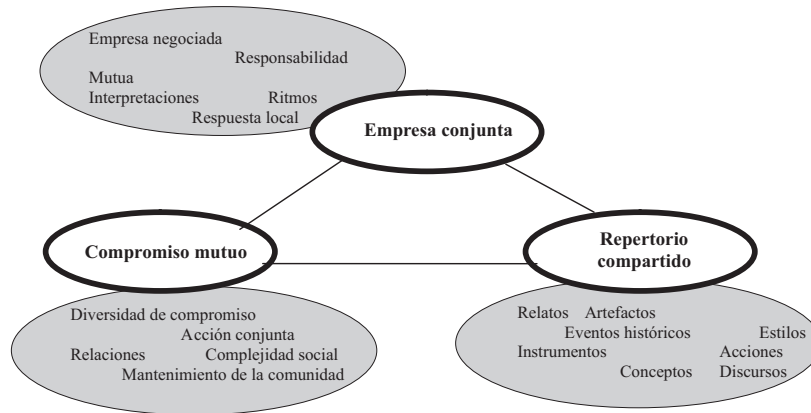 Empresa negociada
Responsabilidad
Mutua
Interpretaciones Ritmos
Respuesta local
Empresa conjunta
Compromiso mutuo
Repertorio
compartido
Diversidad de compromiso
Acción conjunta
Relaciones Complejidad social
Mantenimiento de la comunidad
Relatos Artefactos
Eventos históricos Estilos
Instrumentos Acciones
Conceptos Discursos